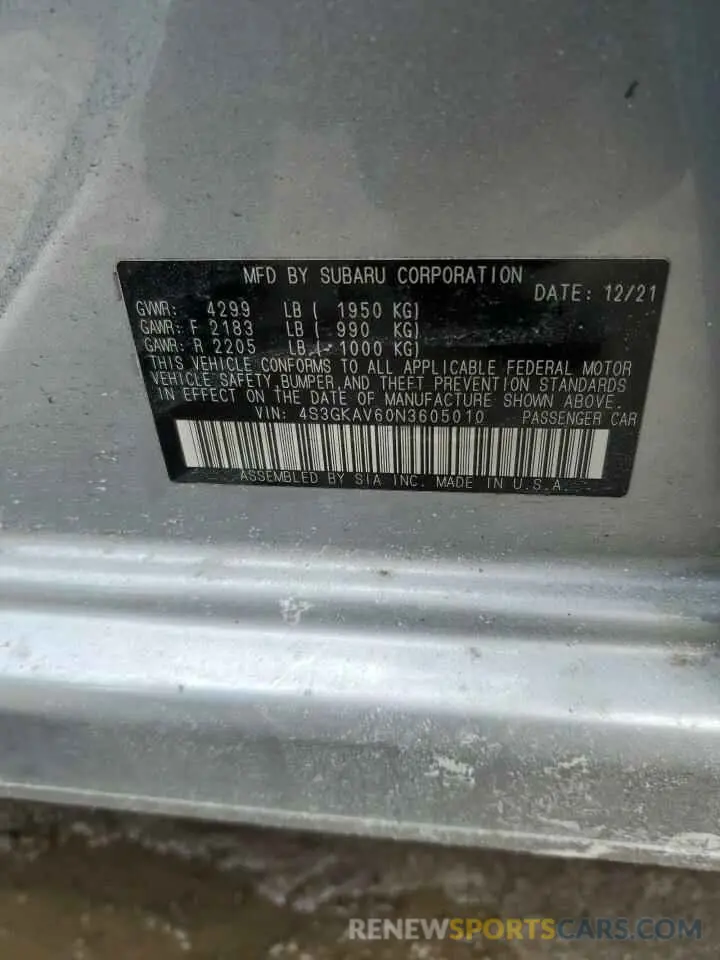 MFD BY SUBARU CORPORATION
DATE: 12/21
GVWR: 4299 LB ( 1950 KG)
GAWR: F 2183 LB ( 990 KG)
GAWR: R 2205 LB ( 1000 KG)
THIS VEHICLE CONFORMS TO ALL APPLICABLE FEDERAL MOTOR
VEHICLE SAFETY, BUMPER, AND THEFT PREVENTION STANDARDS
IN EFFECT ON THE DATE OF MANUFACTURE SHOWN ABOVE.
VIN: 4S3GKAV60N3605010 PASSENGER CAR
ASSEMBLED BY SIA INC. MADE IN U.S.A.
RENEWSPORTSCARS.COM